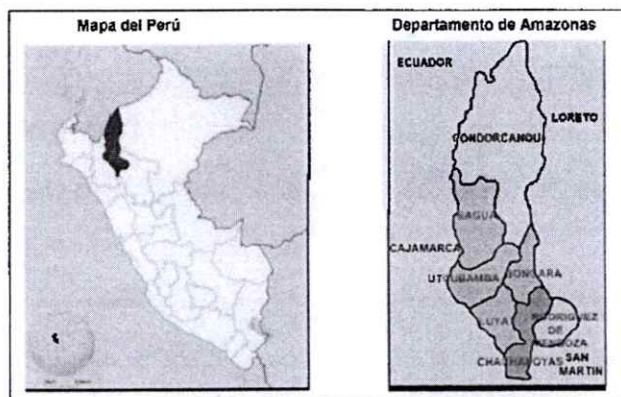 Mapa del Perú
Departamento de Amazonas
ECUADOR
LORETO
CONDORCANQUI
BAGUA
CAJAMARCA
UTCUBAMBA
BONGARA
LUYA
RODRIGUEZ
DE
MENDOZA
CHACHAPOYAS
SAN
MARTIN